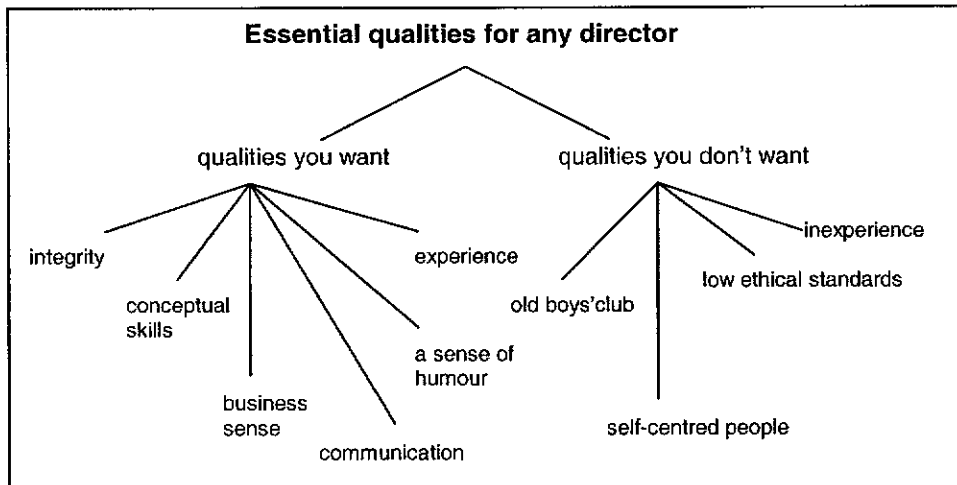 Essential qualities for any director
qualities you want
qualities you don't want
integrity
conceptual
skills
business
sense
communication
a sense of
humour
experience
old boys'club
self-centred people
low ethical standards
inexperience